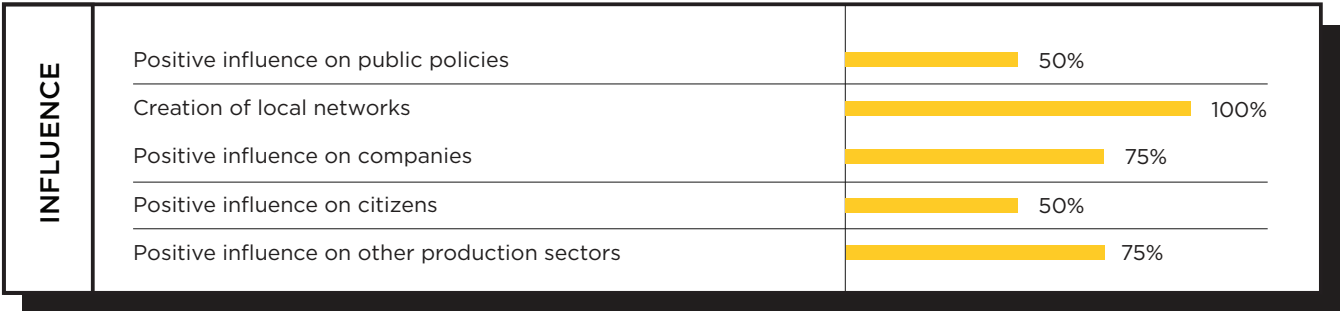 INFLUENCE
Positive influence on public policies 50%
Creation of local networks 100%
Positive influence on companies 75%
Positive influence on citizens 50%
Positive influence on other production sectors 75%